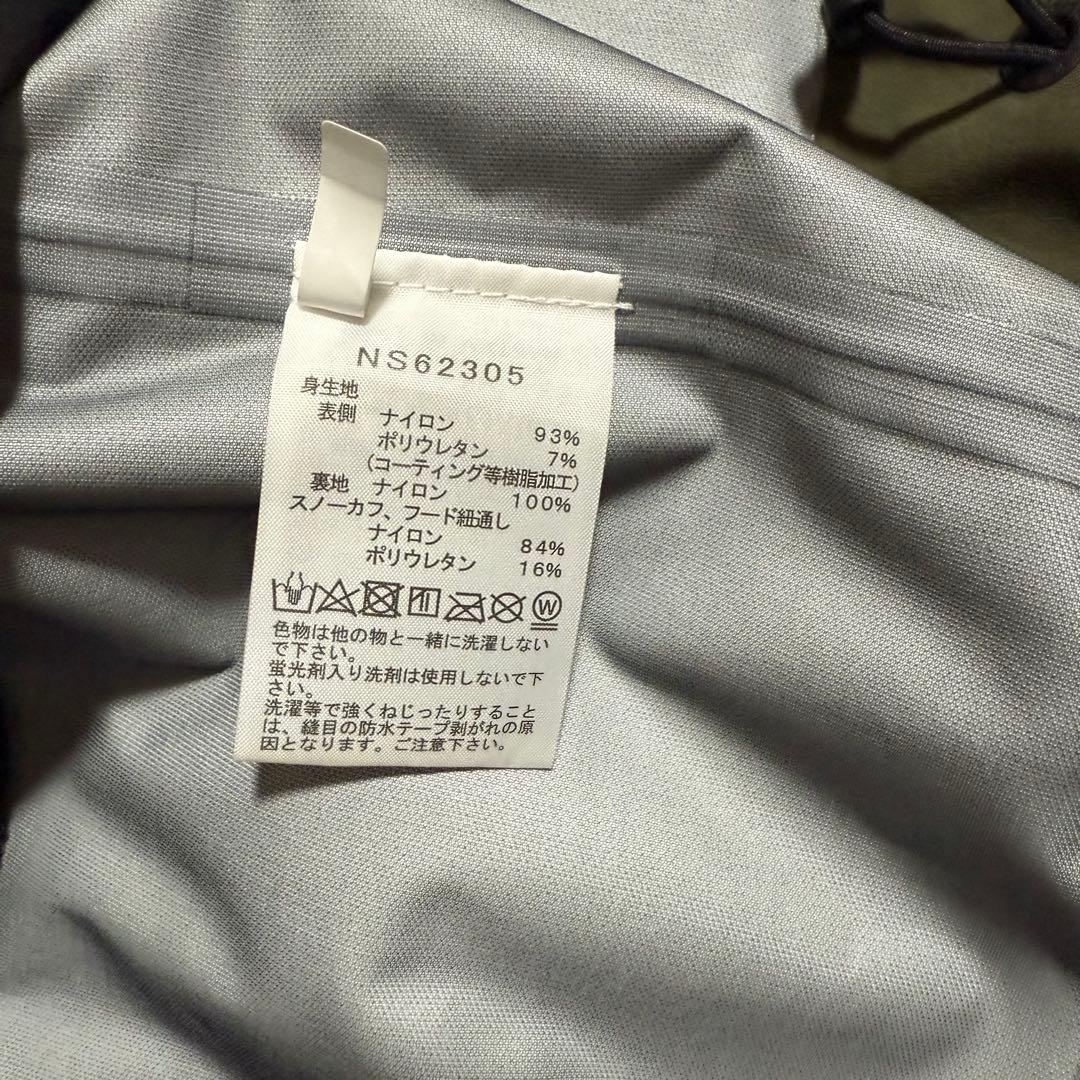 NS62305
身生地
表側 ナイロン 93%
ポリウレタン 7%
(コーティング等樹脂加工)
裏地 ナイロン 100%
スノーカフ、フード紐通し
ナイロン 84%
ポリウレタン 16%
W
色物は他の物と一緒に洗濯しない
で下さい。
蛍光剤入り洗剤は使用しないで下
さい。
洗濯等で強くねじったりすること
は、縫目の防水テープ剥がれの原
因となります。ご注意下さい。